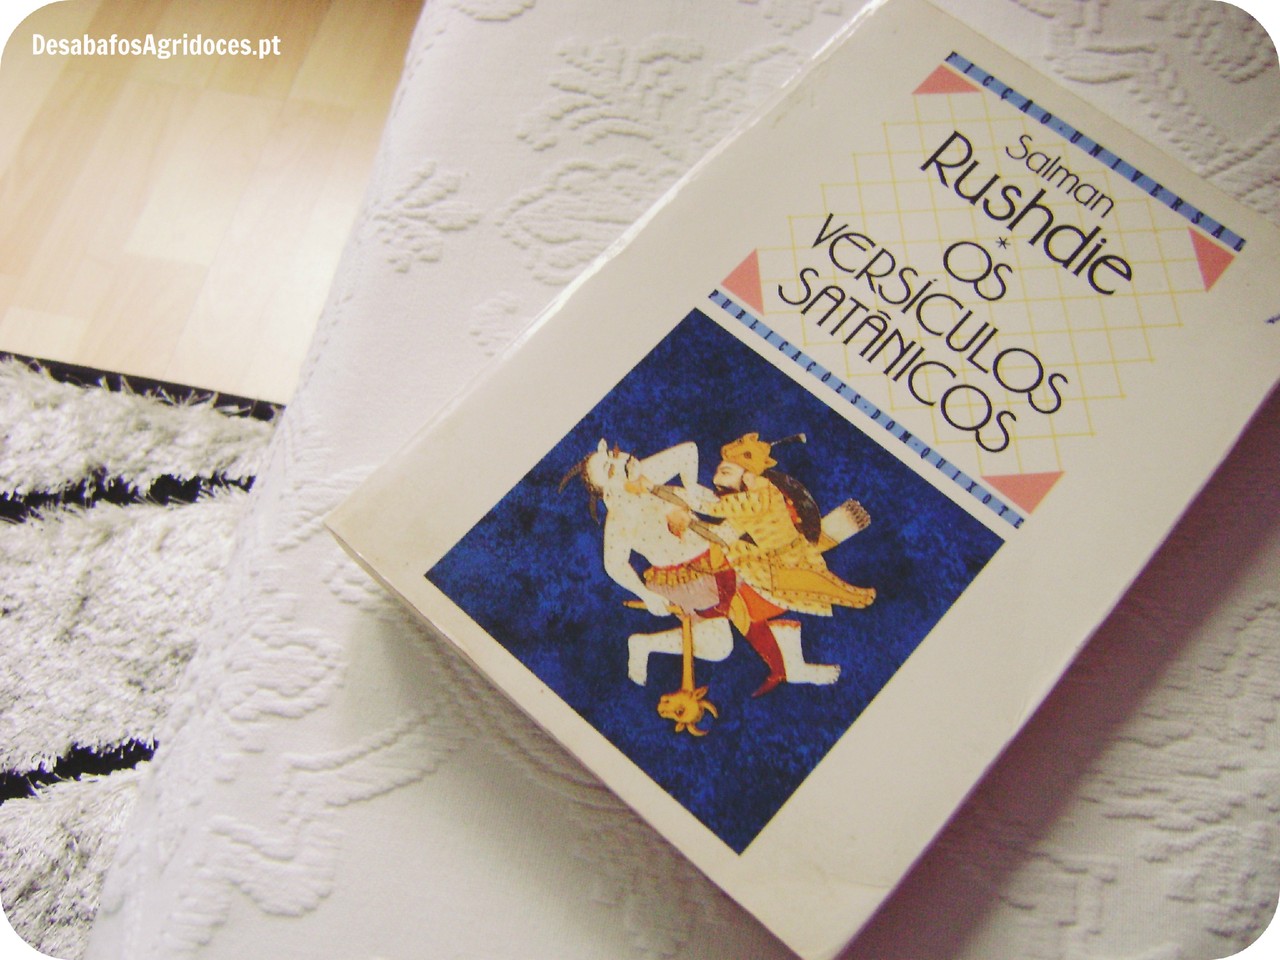 DesabafosAgridoces.pt
FICÇÃO·UNIVERSAL
Salman
Rushdie
*
OS
VERSÍCULOS
SATÂNICOS
PUBLICAÇÕES·DOM·QUIXOTE